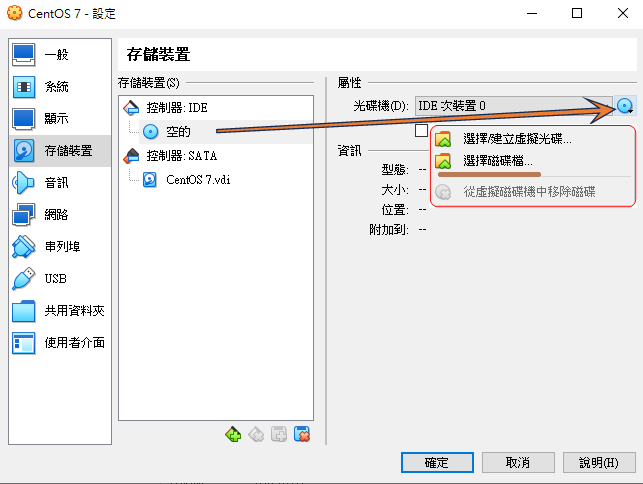 CentOS 7 - 設定
一般
系統
顯示
存儲裝置
音訊
網路
串列埠
USB
共用資料夾
使用者介面
存儲裝置
存儲裝置(S)
控制器: IDE
空的
控制器: SATA
CentOS 7.vdi
屬性
光碟機(D): IDE 次裝置 0
選擇/建立虛擬光碟...
選擇磁碟檔...
從虛擬磁碟機中移除磁碟
資訊
型態: --
大小: --
位置: --
附加到: --
確定 取消 說明(H)